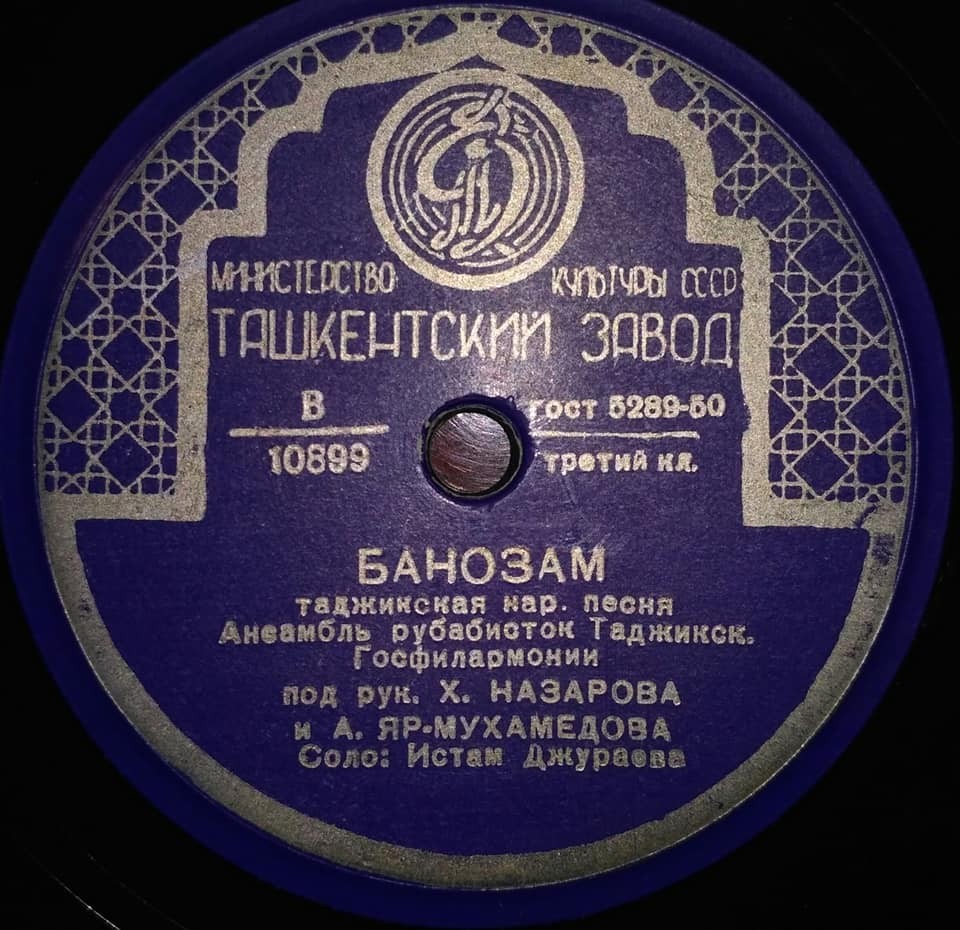 МИНИСТЕРСТВО КУЛЬТУРЫ СССР
ТАШКЕНТСКИЙ ЗАВОД
В
10899
ГОСТ 5289-50
третий кл.
БАНОЗАМ
таджикская нар. песня
Ансамбль рубабисток Таджикск.
Госфилармонии
под рук. Х. НАЗАРОВА
и А. ЯР-МУХАМЕДОВА
Соло: Истам Джураева